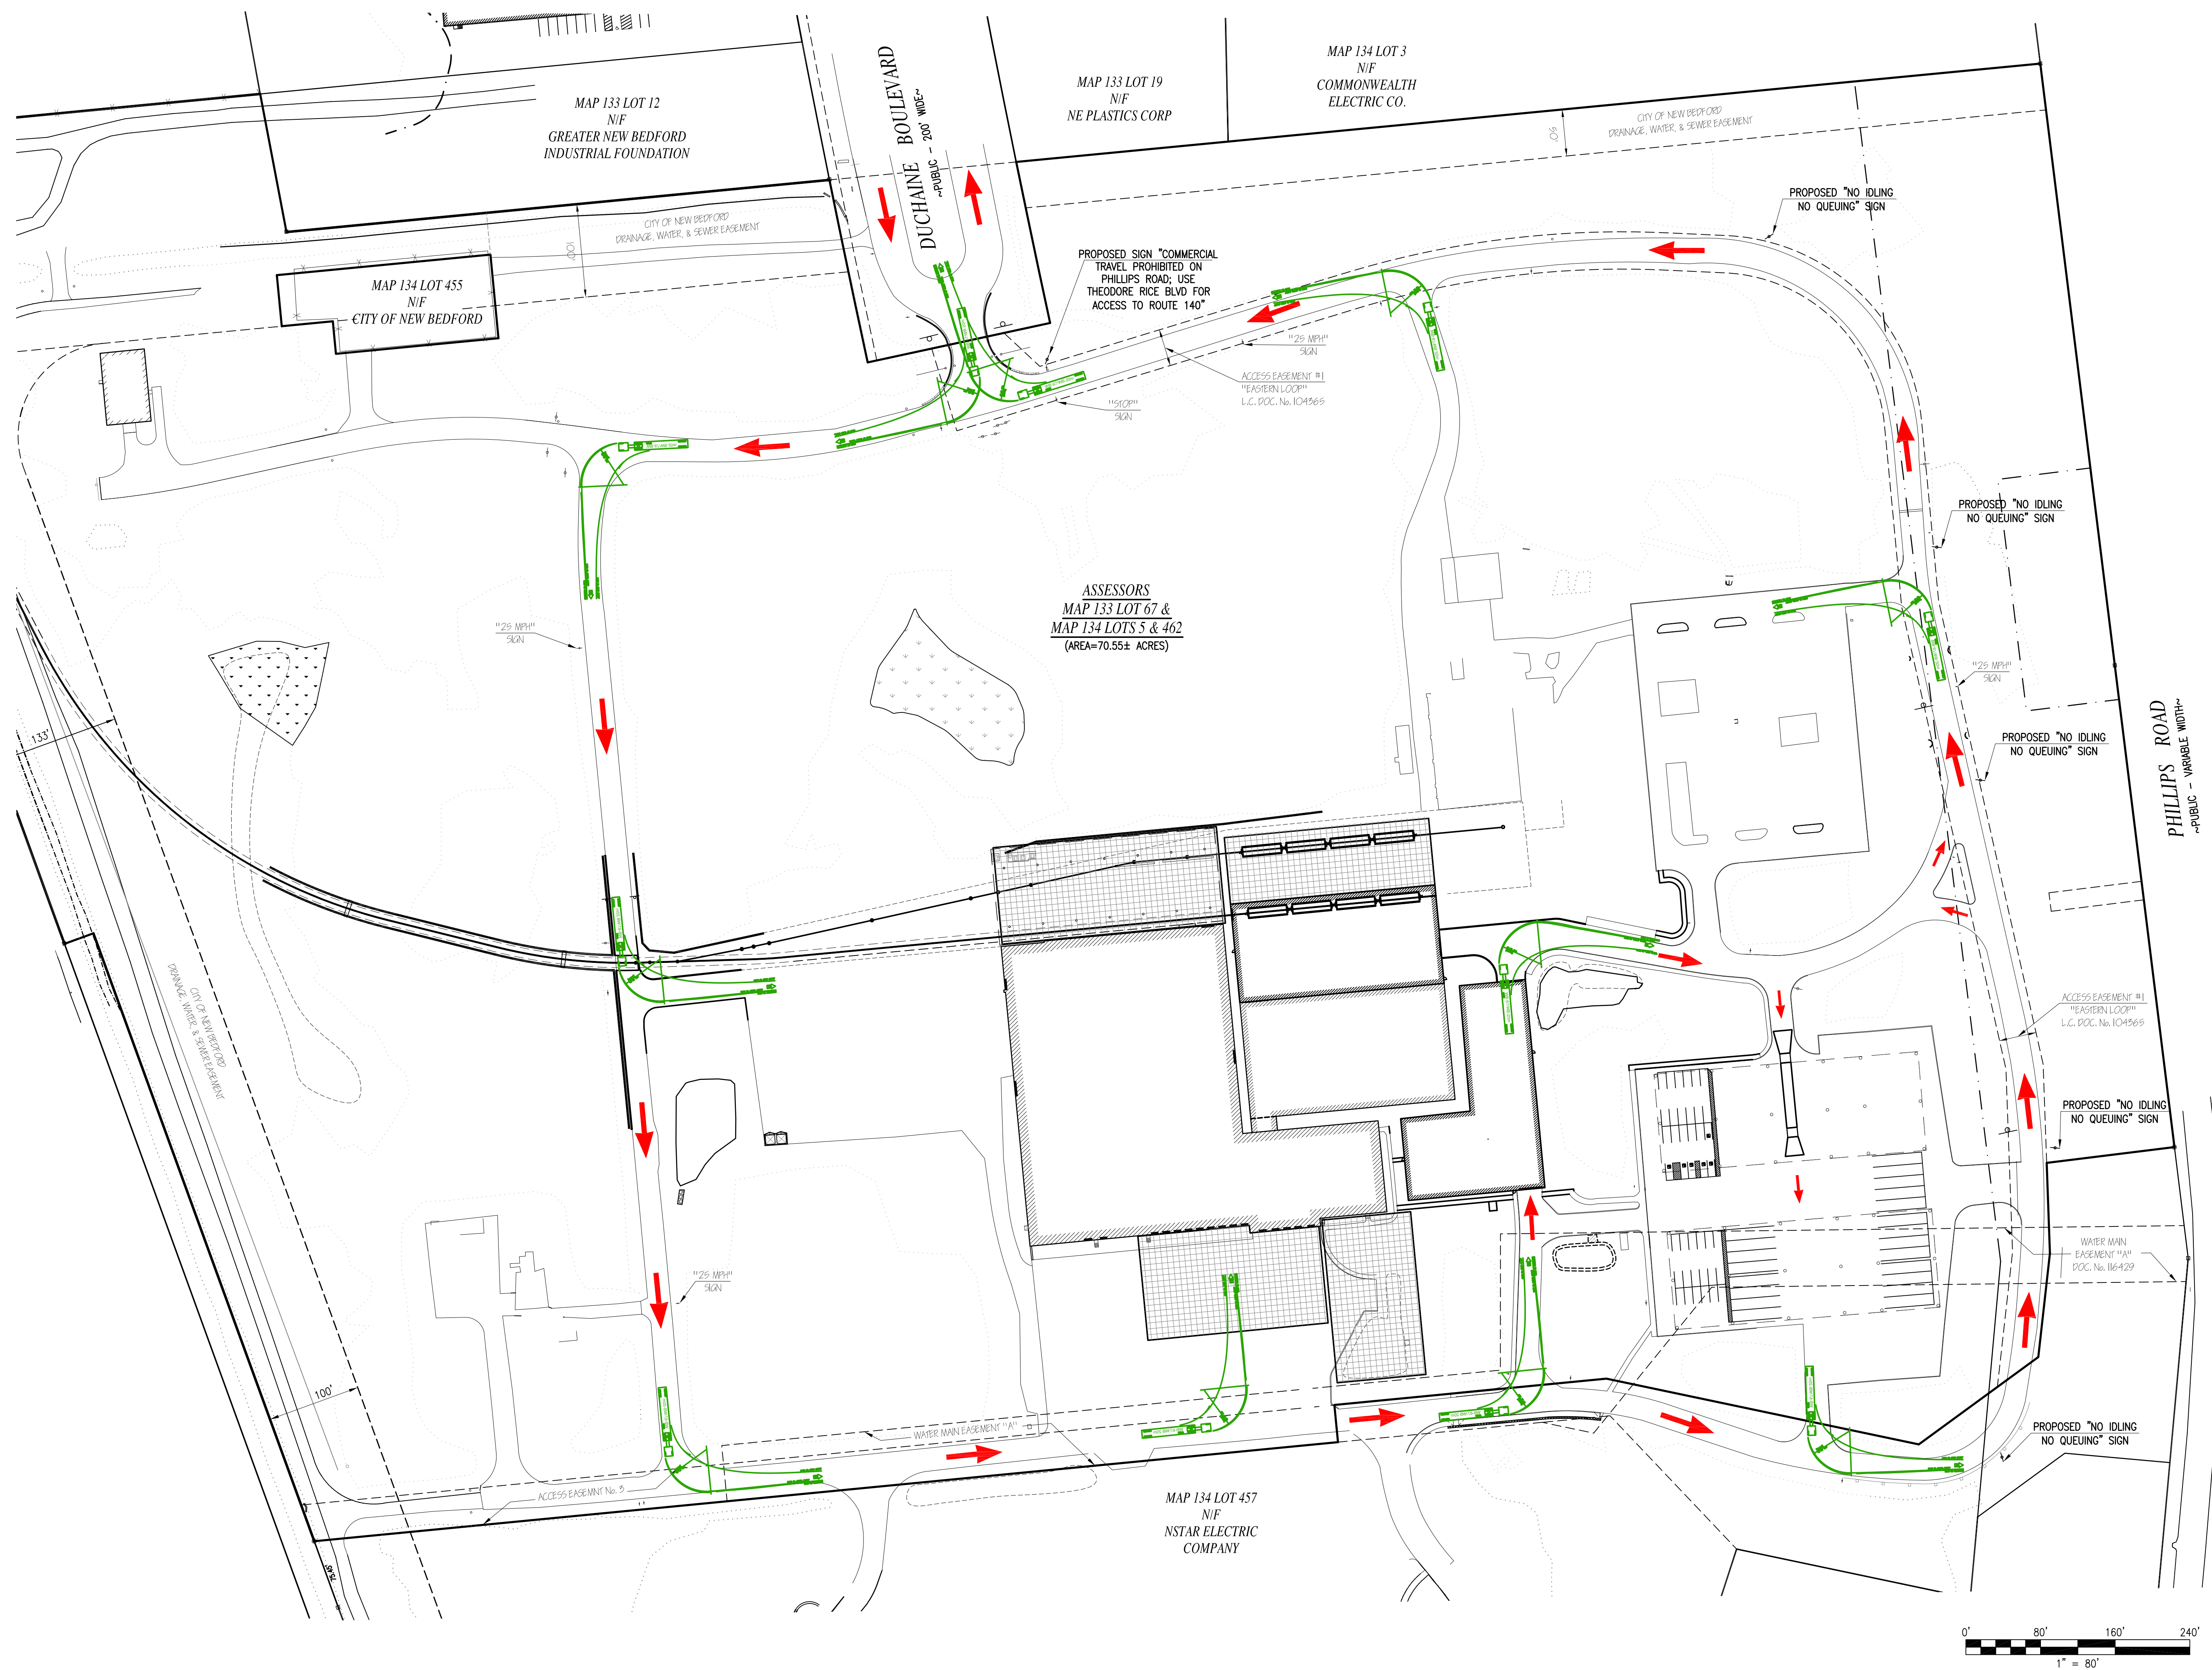 MAP 133 LOT 12
N/F
GREATER NEW BEDFORD
INDUSTRIAL FOUNDATION
DUCHAINE BOULEVARD
~PUBLIC - 200' WIDE~
MAP 133 LOT 19
N/F
NE PLASTICS CORP
MAP 134 LOT 3
N/F
COMMONWEALTH
ELECTRIC CO.
50'
CITY OF NEW BEDFORD
DRAINAGE, WATER, & SEWER EASEMENT
PROPOSED "NO IDLING
NO QUEUING" SIGN
100'
CITY OF NEW BEDFORD
DRAINAGE, WATER, & SEWER EASEMENT
MAP 134 LOT 455
N/F
CITY OF NEW BEDFORD
PROPOSED SIGN "COMMERCIAL
TRAVEL PROHIBITED ON
PHILLIPS ROAD; USE
THEODORE RICE BLVD FOR
ACCESS TO ROUTE 140"
"25 MPH"
SIGN
ACCESS EASEMENT #1
"EASTERN LOOP"
L.C. DOC. No. 104365
"STOP"
SIGN
PROPOSED "NO IDLING
NO QUEUING" SIGN
ASSESSORS
MAP 133 LOT 67 &
MAP 134 LOTS 5 & 462
(AREA=70.55± ACRES)
"25 MPH"
SIGN
"25 MPH"
SIGN
133'
PROPOSED "NO IDLING
NO QUEUING" SIGN
PHILLIPS ROAD
~PUBLIC - VARIABLE WIDTH~
CITY OF NEW BEDFORD
DRAINAGE, WATER, & SEWER EASEMENT
ACCESS EASEMENT #1
"EASTERN LOOP"
L.C. DOC. No. 104365
PROPOSED "NO IDLING
NO QUEUING" SIGN
WATER MAIN
EASEMENT "A"
DOC. No. 116429
"25 MPH"
SIGN
100'
WATER MAIN EASEMENT "A"
PROPOSED "NO IDLING
NO QUEUING" SIGN
ACCESS EASEMNT No. 3
MAP 134 LOT 457
N/F
NSTAR ELECTRIC
COMPANY
75.45'
0' 80' 160' 240'
1" = 80'